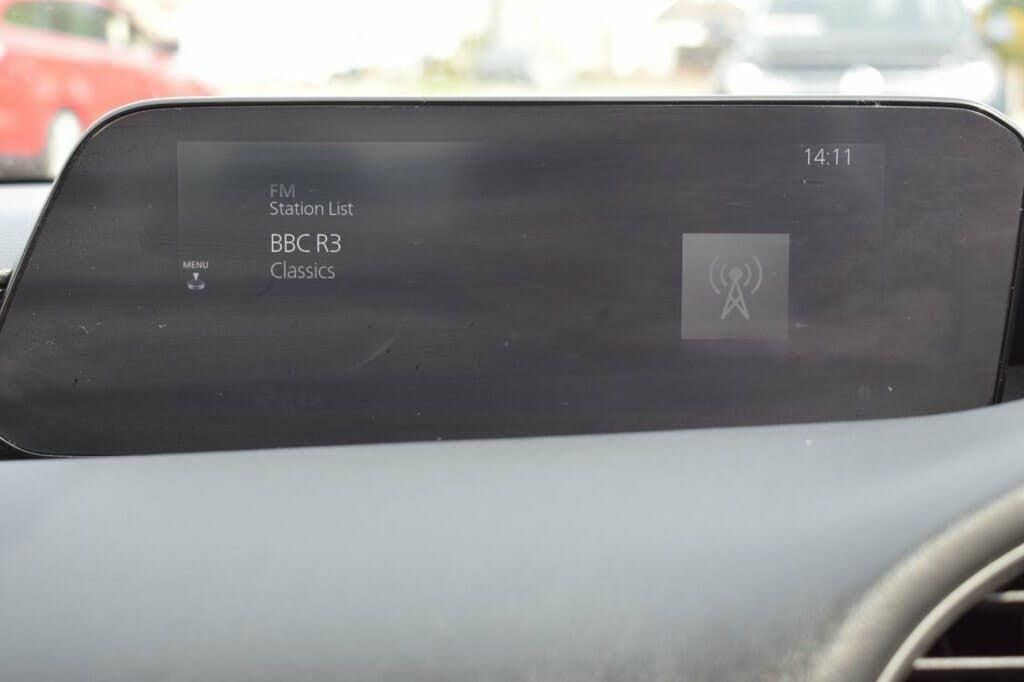 14:11
FM
Station List
BBC R3
Classics
MENU